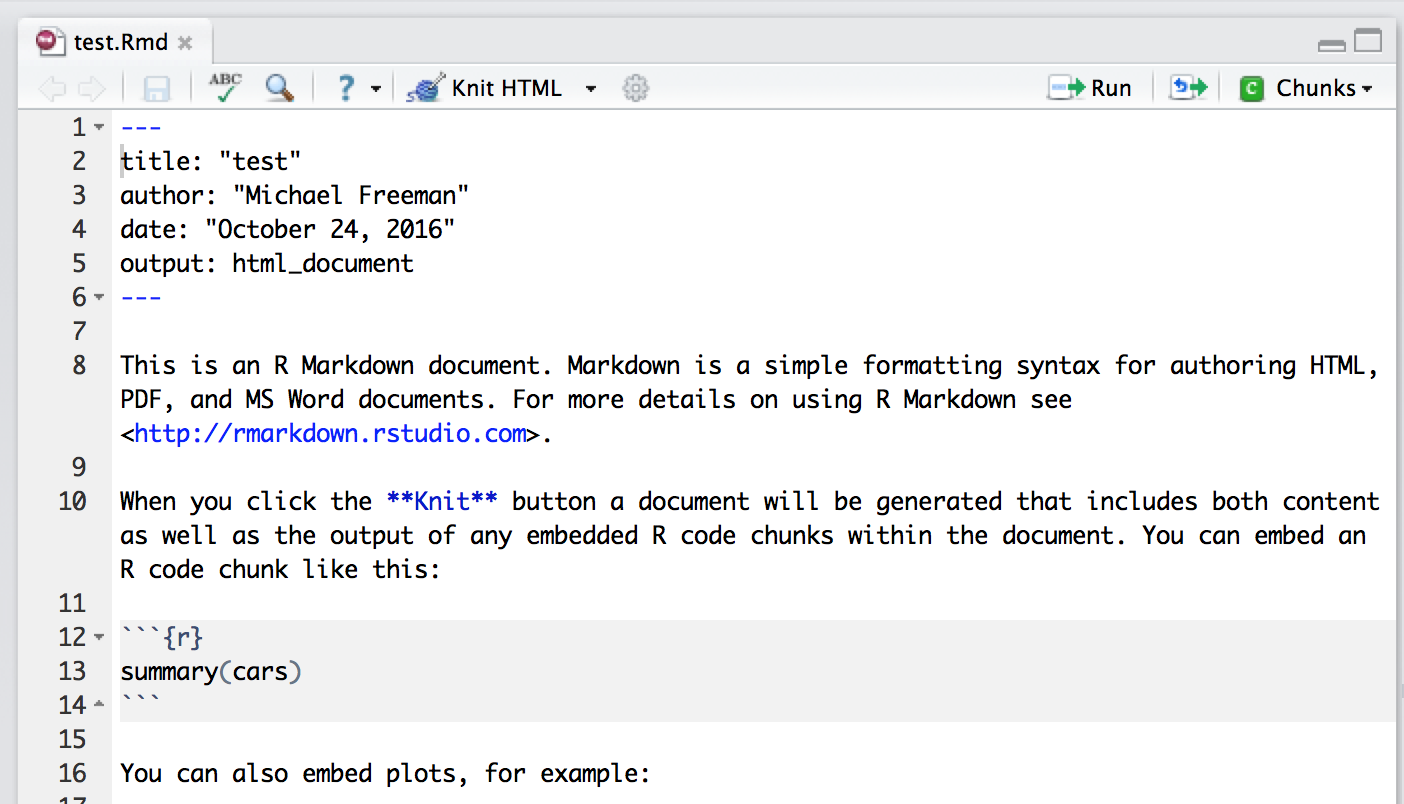 test.Rmd
ABC ? Knit HTML Run C Chunks
1 ---
2 title: "test"
3 author: "Michael Freeman"
4 date: "October 24, 2016"
5 output: html_document
6 ---
7
8 This is an R Markdown document. Markdown is a simple formatting syntax for authoring HTML,
PDF, and MS Word documents. For more details on using R Markdown see
<http://rmarkdown.rstudio.com>.
9
10 When you click the **Knit** button a document will be generated that includes both content
as well as the output of any embedded R code chunks within the document. You can embed an
R code chunk like this:
11
12 ```{r}
13 summary(cars)
14 ```
15
16 You can also embed plots, for example:
17